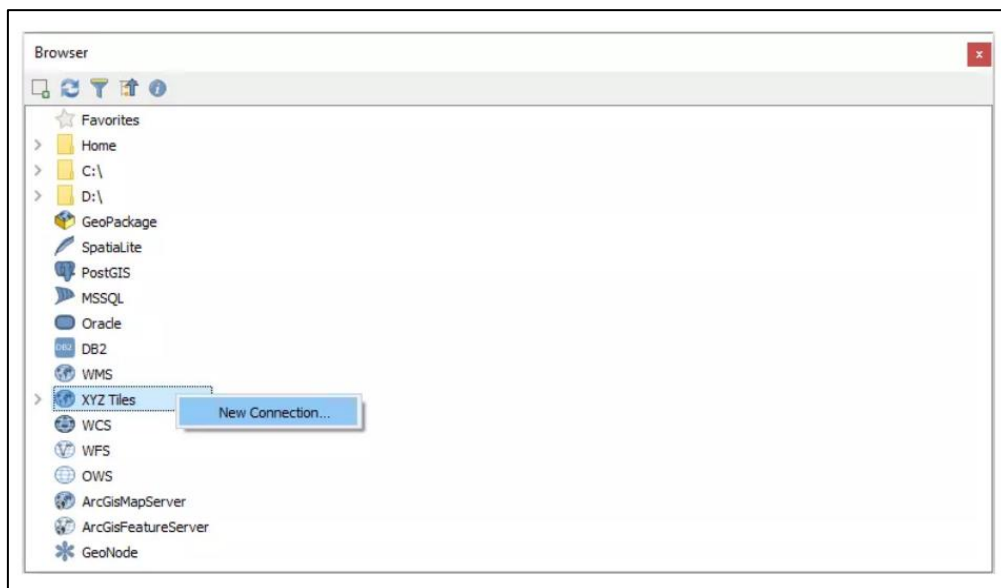 Browser
Favorites
Home
C:\
D:\
GeoPackage
SpatiaLite
PostGIS
MSSQL
Oracle
DB2 DB2
WMS
XYZ Tiles
New Connection...
WCS
WFS
OWS
ArcGisMapServer
ArcGisFeatureServer
GeoNode